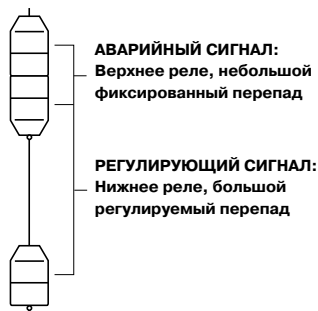 АВАРИЙНЫЙ СИГНАЛ:
Верхнее реле, небольшой
фиксированный перепад
РЕГУЛИРУЮЩИЙ СИГНАЛ:
Нижнее реле, большой
регулируемый перепад